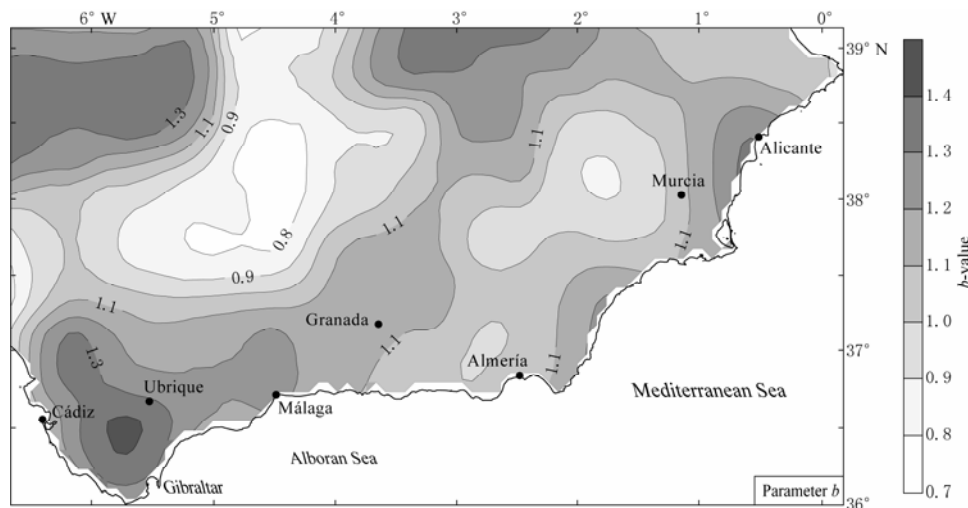 6° W 5° 4° 3° 2° 1° 0°
39° N
1.3
1.1
0.9
1.1
1.4
Alicante
1.3
Murcia
38°
1.1
0.8
1.2
1.1
0.9
b-value
1.1
1.1
Granada
1.0
1.1
37°
1.3
Almería
1.1
0.9
Ubrique
Mediterranean Sea
Cádiz
Málaga
0.8
Alboran Sea
Gibraltar
Parameter b
0.7
36°